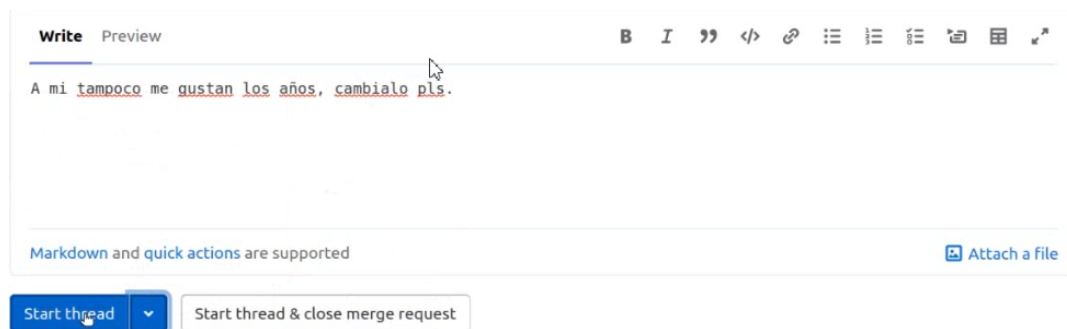 Write Preview
A mi tampoco me gustan los años, cambialo pls.
Markdown and quick actions are supported
Attach a file
Start thread
Start thread & close merge request